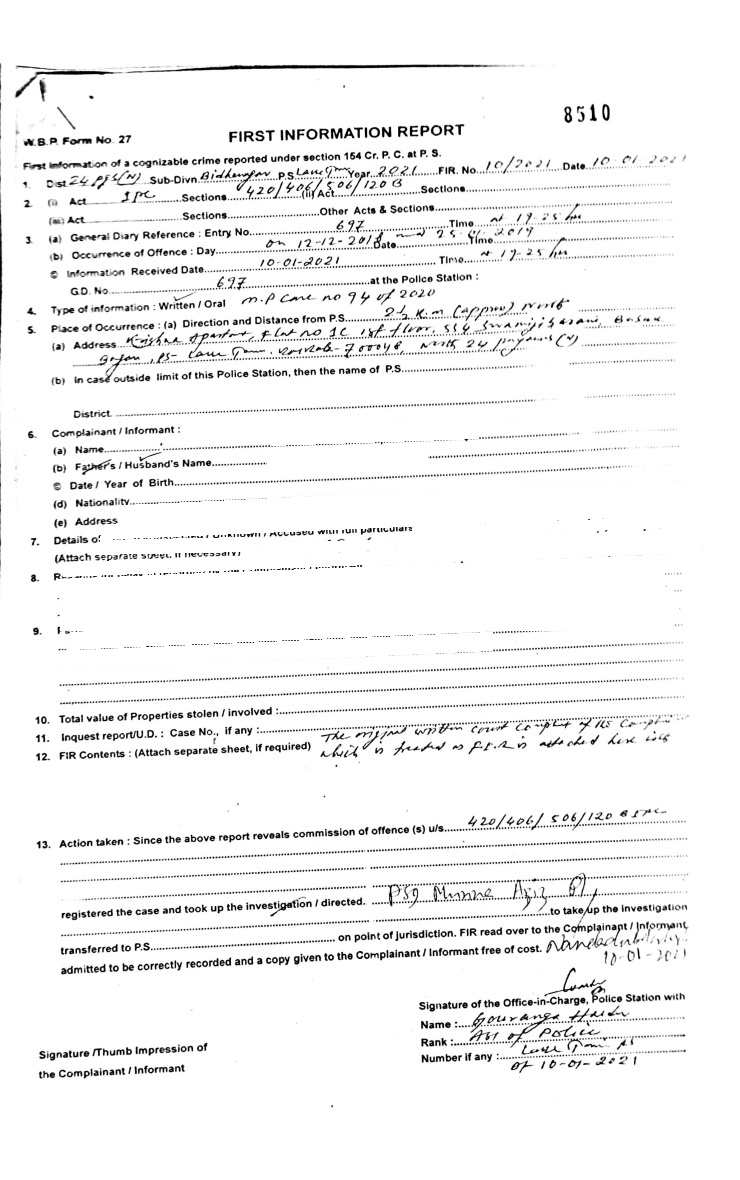 8510
W.B.P. Form No. 27
FIRST INFORMATION REPORT
First Information of a cognizable crime reported under section 154 Cr. P. C. at P. S.
1. Dist 24 PGS(N) Sub-Divn. Bidhannagar P.S. Lake Town Year 2021 FIR. No 10/2021 Date 10-01-2021
2. (i) Act IPC Sections 420/406/506/120B (ii) Act Sections
(iii) Act Sections Other Acts & Sections
3. (a) General Diary Reference : Entry No. 697 Time at 19-25 hrs
(b) Occurrence of Offence : Day on 12-12-2018 and 25-4-2019 Date Time
© Information Received Date 10-01-2021 Time at 19-25 hrs
G.D. No. 697 at the Police Station :
4. Type of information : Written / Oral M.P Case no 94 of 2020
5. Place of Occurrence : (a) Direction and Distance from P.S. 2½ K.m (approx) North
(a) Address Krishna Flat no 1C 1st floor, 554 Swamiji Sarani,
PS- Lake Town, Kolkata-700048, North 24
(b) In case outside limit of this Police Station, then the name of P.S.
District
6. Complainant / Informant :
(a) Name
(b) Father's / Husband's Name
© Date / Year of Birth
(d) Nationality
(e) Address
7. Details of / Unknown / Accused with full particulars
(Attach separate sheet, if necessary)
8.
9.
10. Total value of Properties stolen / involved :
11. Inquest report/U.D. : Case No., if any :
12. FIR Contents : (Attach separate sheet, if required) The original written court complaint of the
which is treated as F.I.R is attached here with
13. Action taken : Since the above report reveals commission of offence (s) u/s. 420/406/506/120 B IPC
registered the case and took up the investigation / directed. PSI Munna Aziz
to take up the investigation
transferred to P.S. on point of jurisdiction. FIR read over to the Complainant / Informant,
admitted to be correctly recorded and a copy given to the Complainant / Informant free of cost.
10-01-2021
Signature of the Office-in-Charge, Police Station with
Name : Gouranga
Rank : ASI of Police
Number if any : Lake Town PS
Of 10-01-2021
Signature /Thumb Impression of
the Complainant / Informant